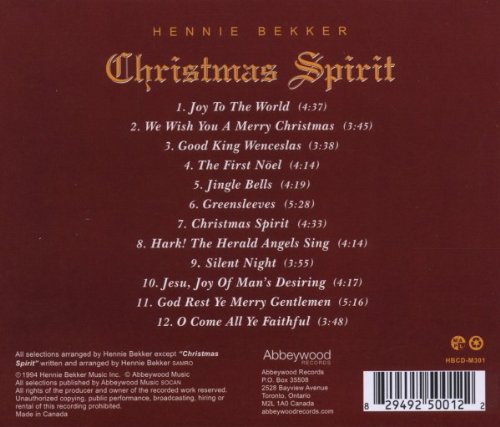 HENNIE BEKKER
Christmas Spirit
1. Joy To The World (4:37)
2. We Wish You A Merry Christmas (3:45)
3. Good King Wenceslas (3:38)
4. The First Nöel (4:14)
5. Jingle Bells (4:19)
6. Greensleeves (5:28)
7. Christmas Spirit (4:33)
8. Hark! The Herald Angels Sing (4:14)
9. Silent Night (3:55)
10. Jesu, Joy Of Man's Desiring (4:17)
11. God Rest Ye Merry Gentlemen (5:16)
12. O Come All Ye Faithful (3:48)
All selections arranged by Hennie Bekker except "Christmas
Spirit" written and arranged by Hennie Bekker SAMRO
©1994 Hennie Bekker Music Inc. © Abbeywood Music
All selections published by Abbeywood Music SOCAN
All rights of the producer and owner of the recorded work reserved.
Unauthorized copying, public performance, broadcasting, hiring or
rental of this recording prohibited.
Made in Canada
Abbeywood
RECORDS
Abbeywood Records
P.O. Box 35508
2528 Bayview Avenue
Toronto, Ontario
M2L 1A0 Canada
abbeywoodrecords.com
HBCD-M391
8 29492 50012 2